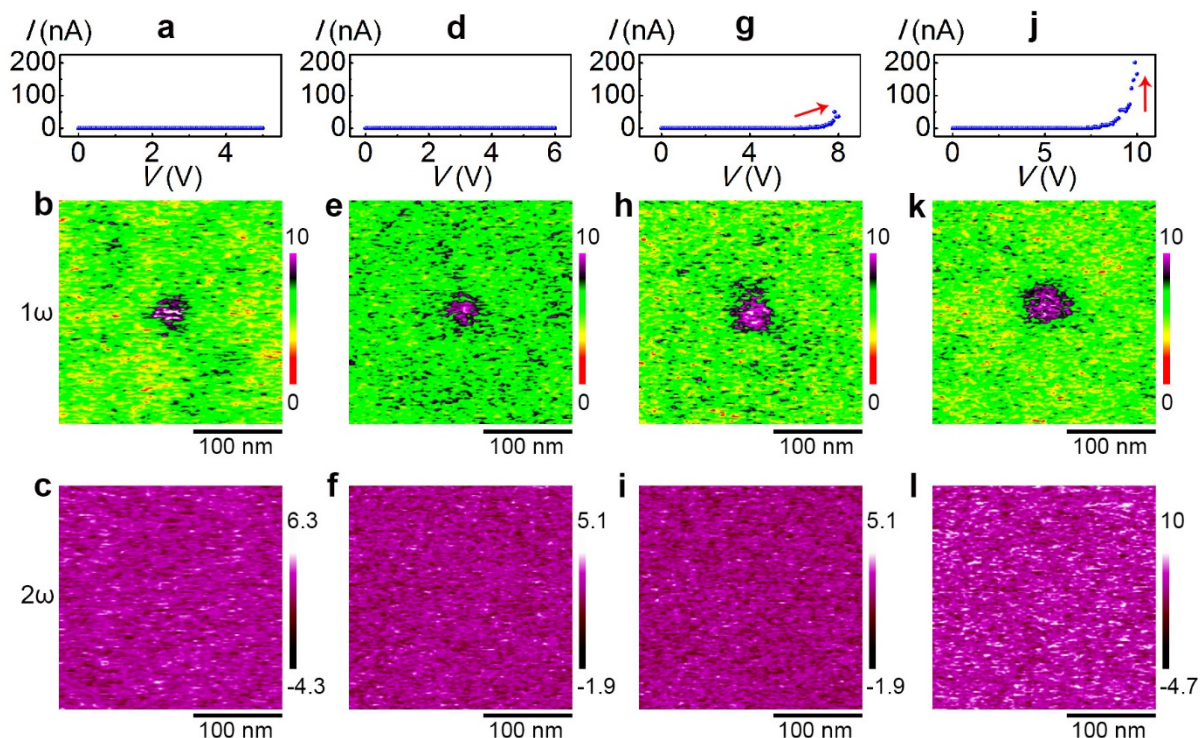 I (nA) a
200
100
0
0 2 4
V (V)
I (nA) d
200
100
0
0 2 4 6
V (V)
I (nA) g
200
100
0
0 4 8
V (V)
I (nA) j
200
100
0
0 5 10
V (V)
1ω
b
10
0
100 nm
e
10
0
100 nm
h
10
0
100 nm
k
10
0
100 nm
2ω
c
6.3
-4.3
100 nm
f
5.1
-1.9
100 nm
i
5.1
-1.9
100 nm
l
10
-4.7
100 nm